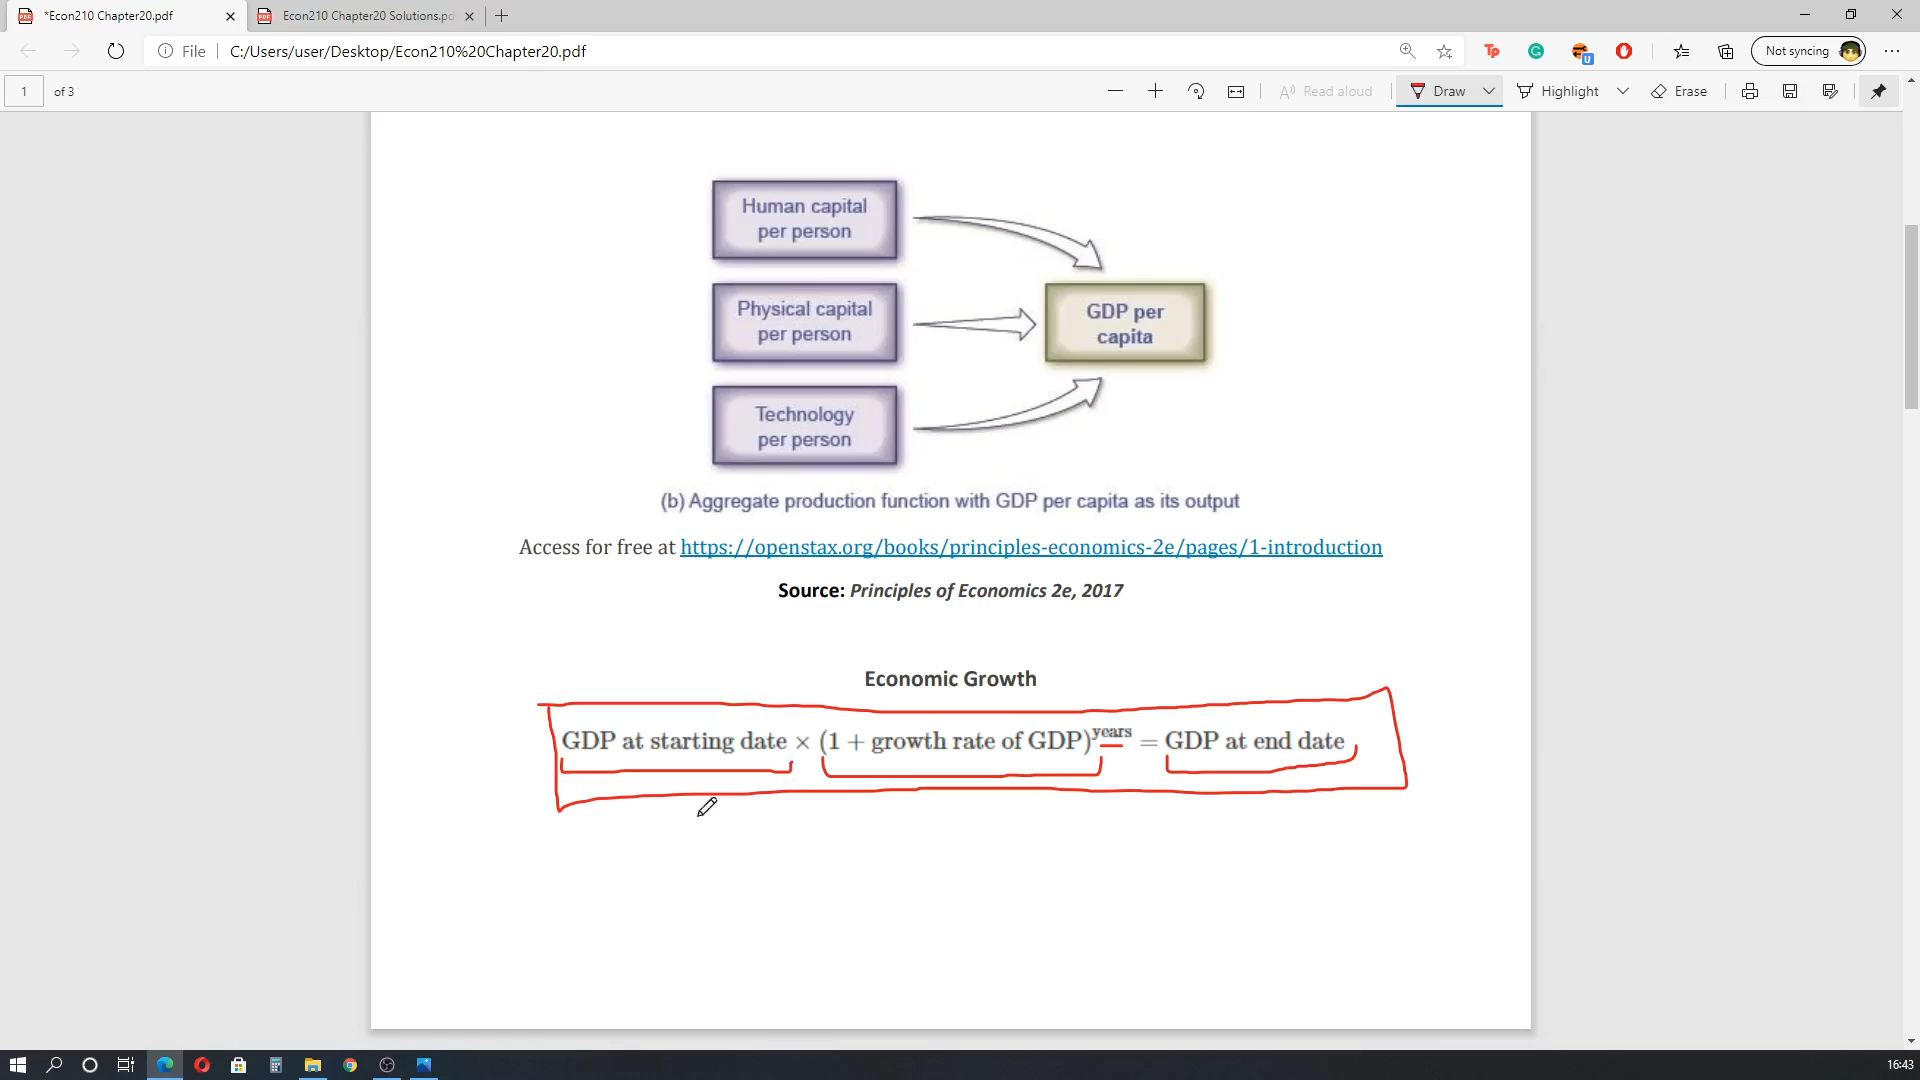 *Econ210 Chapter20.pdf
Econ210 Chapter20 Solutions.pd
File
C:/Users/user/Desktop/Econ210%20Chapter20.pdf
Not syncing
1 of 3
Read aloud
Draw
Highlight
Erase
Human capital
per person
Physical capital
per person
GDP per
capita
Technology
per person
(b) Aggregate production function with GDP per capita as its output
Access for free at https://openstax.org/books/principles-economics-2e/pages/1-introduction
Source: Principles of Economics 2e, 2017
Economic Growth
GDP at starting date × (1 + growth rate of GDP)^years = GDP at end date
16:43